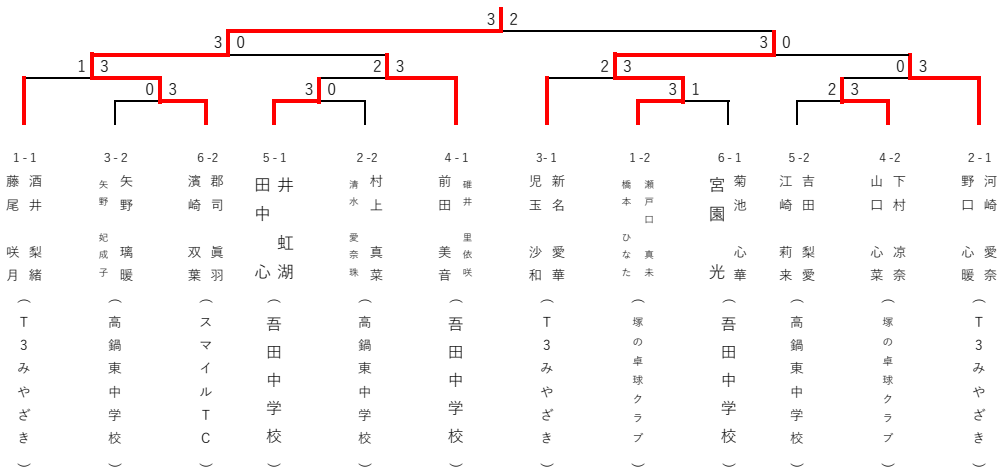 3 2
3 0
3 0
1 3
2 3
2 3
0 3
0 3
3 0
3 1
2 3
1-1
酒井 梨緒
藤尾 咲月
(T3みやざき)
3-2
矢野 璃暖
矢野 妃成子
(高鍋東中学校)
6-2
郡司 眞羽
濱崎 双葉
(スマイルTC)
5-1
井 虹湖
田中 心
(吾田中学校)
2-2
村上 真菜
清水 愛奈珠
(高鍋東中学校)
4-1
碓井 里依咲
前田 美音
(吾田中学校)
3-1
新名 愛華
児玉 沙和
(T3みやざき)
1-2
瀬戸口 真未
橋本 ひなた
(塚の卓球クラブ)
6-1
菊池 心華
宮園 光
(吾田中学校)
5-2
吉田 梨愛
江崎 莉来
(高鍋東中学校)
4-2
下村 凉奈
山口 心菜
(塚の卓球クラブ)
2-1
河崎 愛奈
野口 心暖
(T3みやざき)